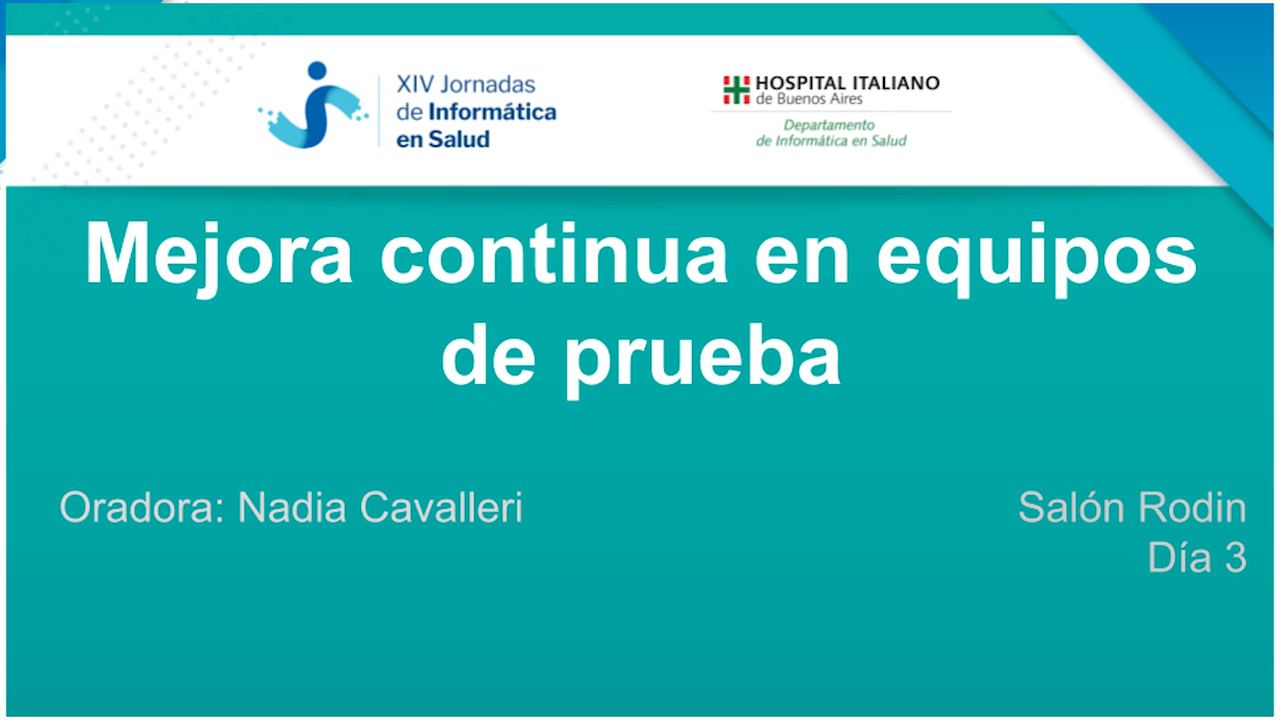 XIV Jornadas
de Informática
en Salud
HOSPITAL ITALIANO
de Buenos Aires
Departamento
de Informática en Salud
Mejora continua en equipos
de prueba
Oradora: Nadia Cavalleri
Salón Rodin
Día 3